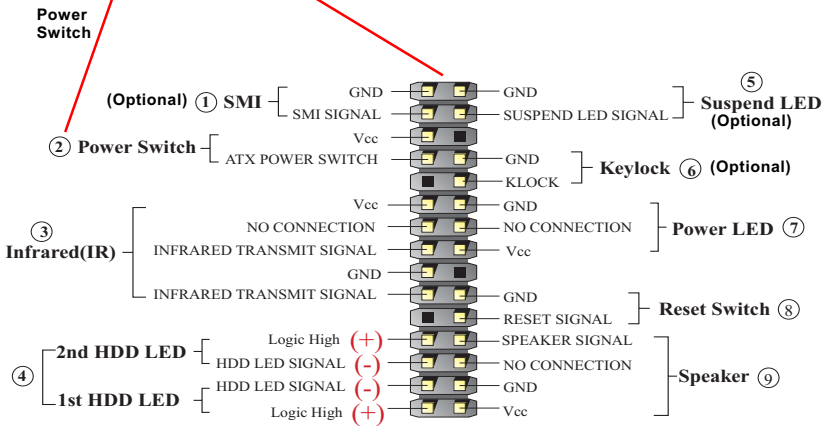 Power
Switch
(Optional) ① SMI
GND
SMI SIGNAL
② Power Switch
Vcc
ATX POWER SWITCH
③
Infrared(IR)
Vcc
NO CONNECTION
INFRARED TRANSMIT SIGNAL
GND
INFRARED TRANSMIT SIGNAL
④
2nd HDD LED
Logic High (+)
HDD LED SIGNAL (-)
1st HDD LED
HDD LED SIGNAL (-)
Logic High (+)
GND
SUSPEND LED SIGNAL
⑤
Suspend LED
(Optional)
GND
KLOCK
Keylock ⑥ (Optional)
GND
NO CONNECTION
Vcc
Power LED ⑦
GND
RESET SIGNAL
Reset Switch ⑧
SPEAKER SIGNAL
NO CONNECTION
GND
Vcc
Speaker ⑨